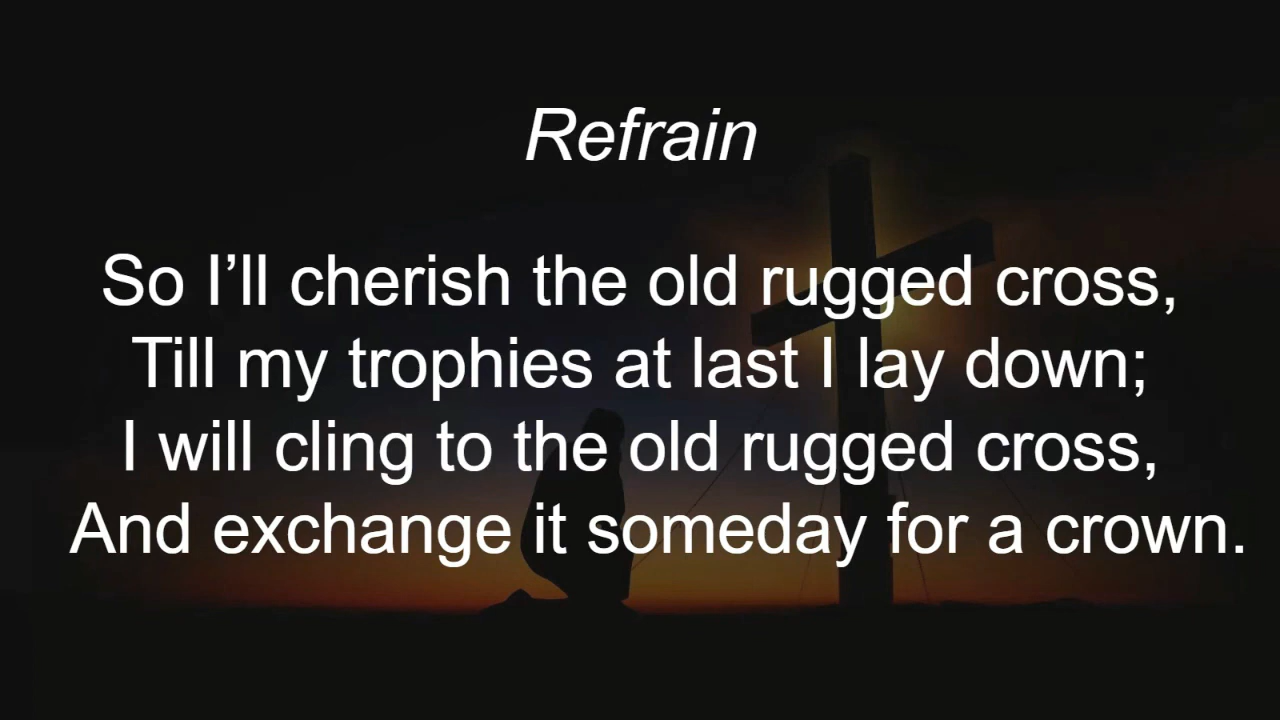 Refrain
So I’ll cherish the old rugged cross,
Till my trophies at last I lay down;
I will cling to the old rugged cross,
And exchange it someday for a crown.